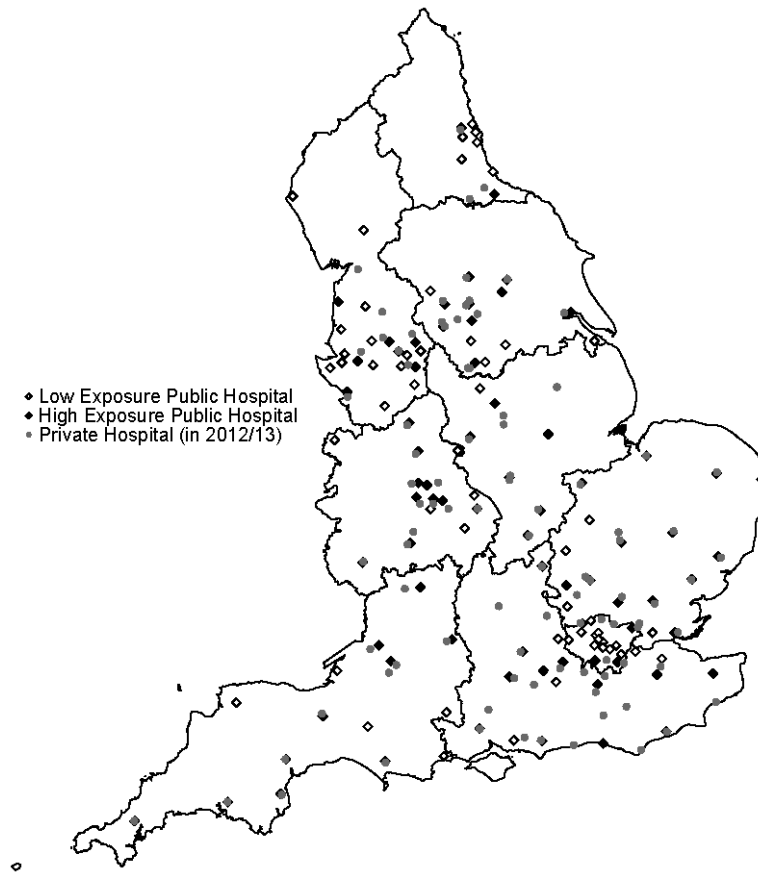 Low Exposure Public Hospital
High Exposure Public Hospital
Private Hospital (in 2012/13)